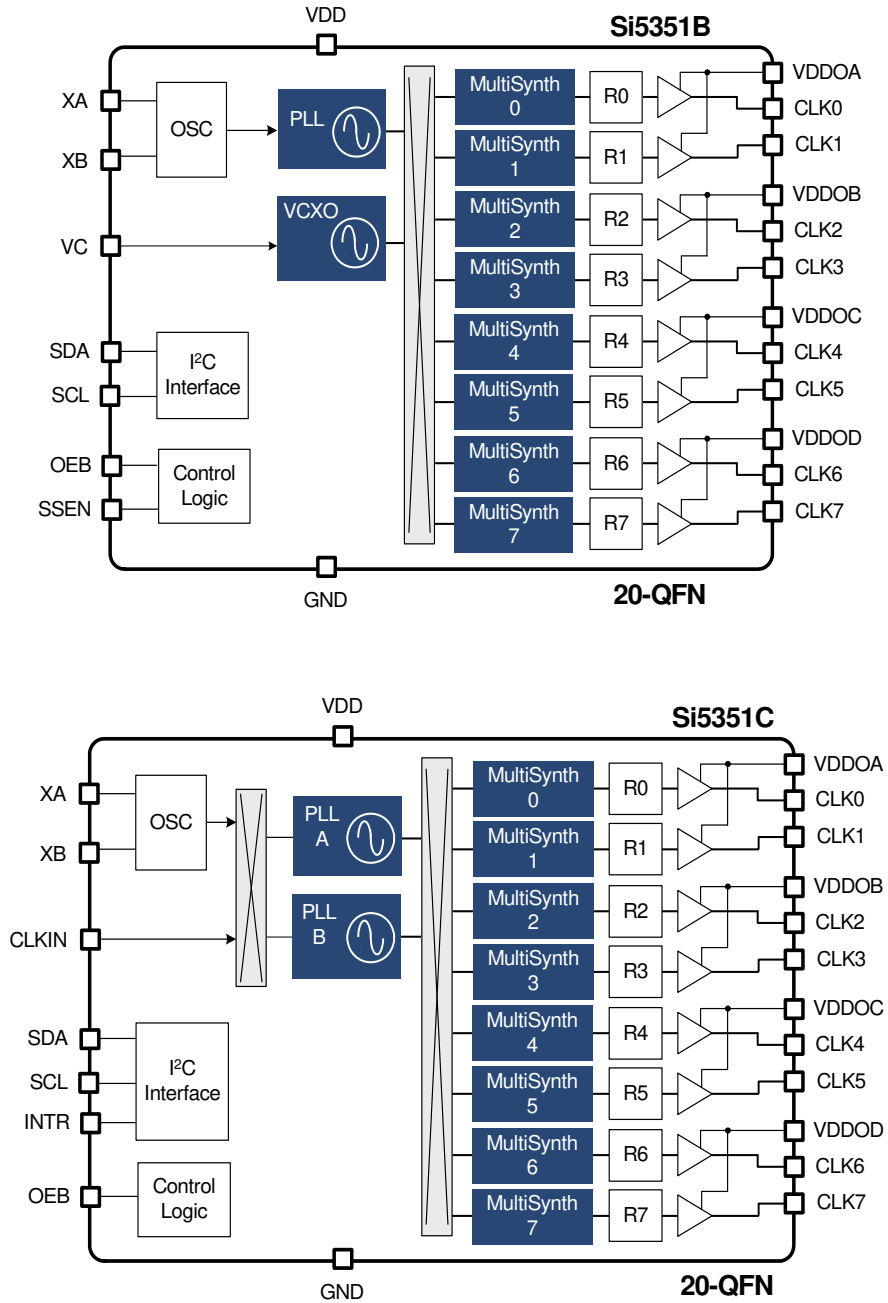 VDD
Si5351B
XA
XB
OSC
PLL
VC
VCXO
SDA
SCL
I²C
Interface
OEB
SSEN
Control
Logic
MultiSynth
0
R0
MultiSynth
1
R1
MultiSynth
2
R2
MultiSynth
3
R3
MultiSynth
4
R4
MultiSynth
5
R5
MultiSynth
6
R6
MultiSynth
7
R7
VDDOA
CLK0
CLK1
VDDOB
CLK2
CLK3
VDDOC
CLK4
CLK5
VDDOD
CLK6
CLK7
GND
20-QFN
VDD
Si5351C
XA
XB
OSC
CLKIN
PLL
A
PLL
B
SDA
SCL
INTR
I²C
Interface
OEB
Control
Logic
MultiSynth
0
R0
MultiSynth
1
R1
MultiSynth
2
R2
MultiSynth
3
R3
MultiSynth
4
R4
MultiSynth
5
R5
MultiSynth
6
R6
MultiSynth
7
R7
VDDOA
CLK0
CLK1
VDDOB
CLK2
CLK3
VDDOC
CLK4
CLK5
VDDOD
CLK6
CLK7
GND
20-QFN